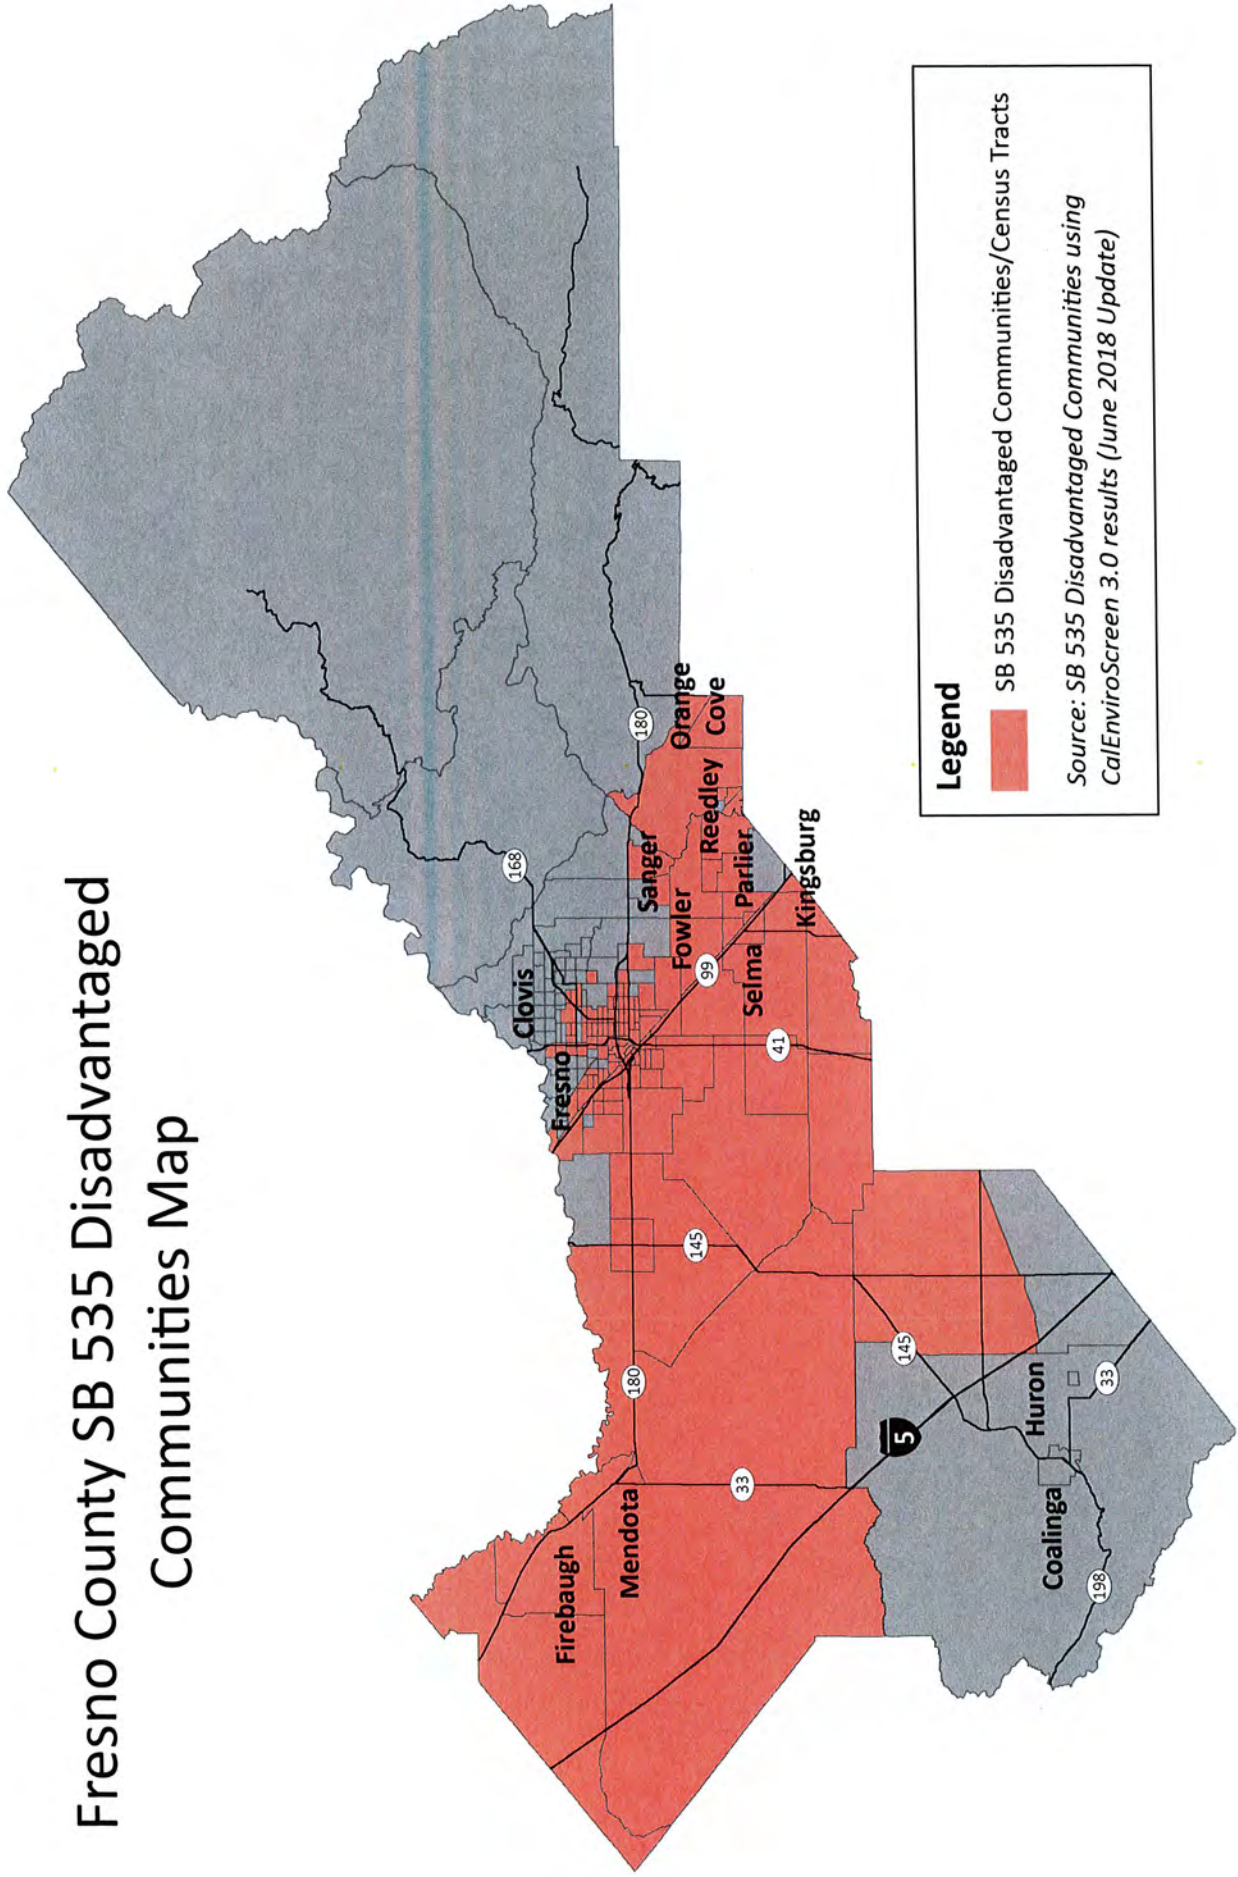 Fresno County SB 535 Disadvantaged
Communities Map
168
Clovis
Fresno
180
Orange
Cove
Sanger
Reedley
Fowler
Parlier
Kingsburg
99
Selma
41
145
180
Firebaugh
Mendota
33
145
5
Huron
33
Coalinga
198
Legend
SB 535 Disadvantaged Communities/Census Tracts
Source: SB 535 Disadvantaged Communities using
CalEnviroScreen 3.0 results (June 2018 Update)